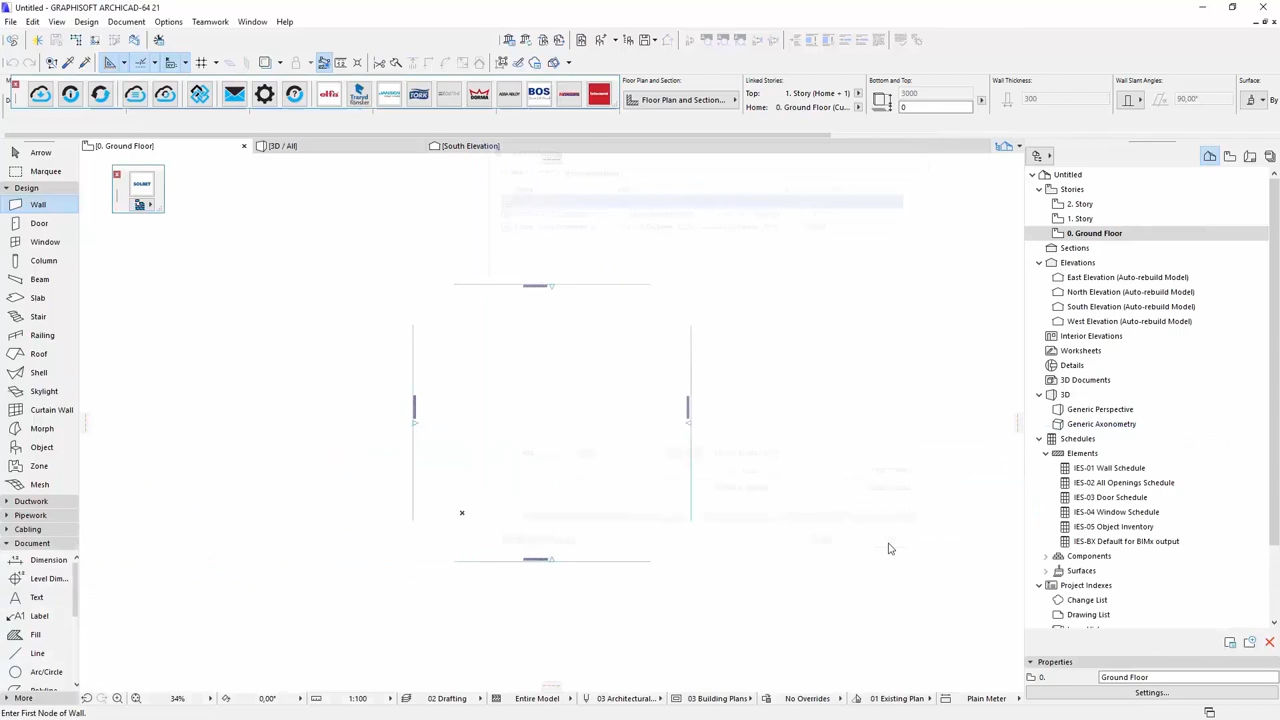 Untitled - GRAPHISOFT ARCHICAD-64 21
File Edit View Design Document Options Teamwork Window Help
elfa
JANSEN
YORK
DORMA
ASSA ABLOY
BOS
Floor Plan and Section:
Floor Plan and Section...
Linked Stories:
Top: 1. Story (Home + 1)
Home: 0. Ground Floor (Cu...
Bottom and Top:
3000
0
Wall Thickness:
300
Wall Slant Angles:
90,00°
Surface:
By
[0. Ground Floor]
[3D / All]
[South Elevation]
SOLBET
Arrow
Marquee
Design
Wall
Door
Window
Column
Beam
Slab
Stair
Railing
Roof
Shell
Skylight
Curtain Wall
Morph
Object
Zone
Mesh
Ductwork
Pipework
Cabling
Document
Dimension
Level Dim...
Text
Label
Fill
Line
Arc/Circle
More
Untitled
Stories
2. Story
1. Story
0. Ground Floor
Sections
Elevations
East Elevation (Auto-rebuild Model)
North Elevation (Auto-rebuild Model)
South Elevation (Auto-rebuild Model)
West Elevation (Auto-rebuild Model)
Interior Elevations
Worksheets
Details
3D Documents
3D
Generic Perspective
Generic Axonometry
Schedules
Elements
IES-01 Wall Schedule
IES-02 All Openings Schedule
IES-03 Door Schedule
IES-04 Window Schedule
IES-05 Object Inventory
IES-BX Default for BIMx output
Components
Surfaces
Project Indexes
Change List
Drawing List
Properties
0. Ground Floor
Settings...
34% 0,00° 1:100 02 Drafting Entire Model 03 Architectural... 03 Building Plans No Overrides 01 Existing Plan Plain Meter
Enter First Node of Wall.